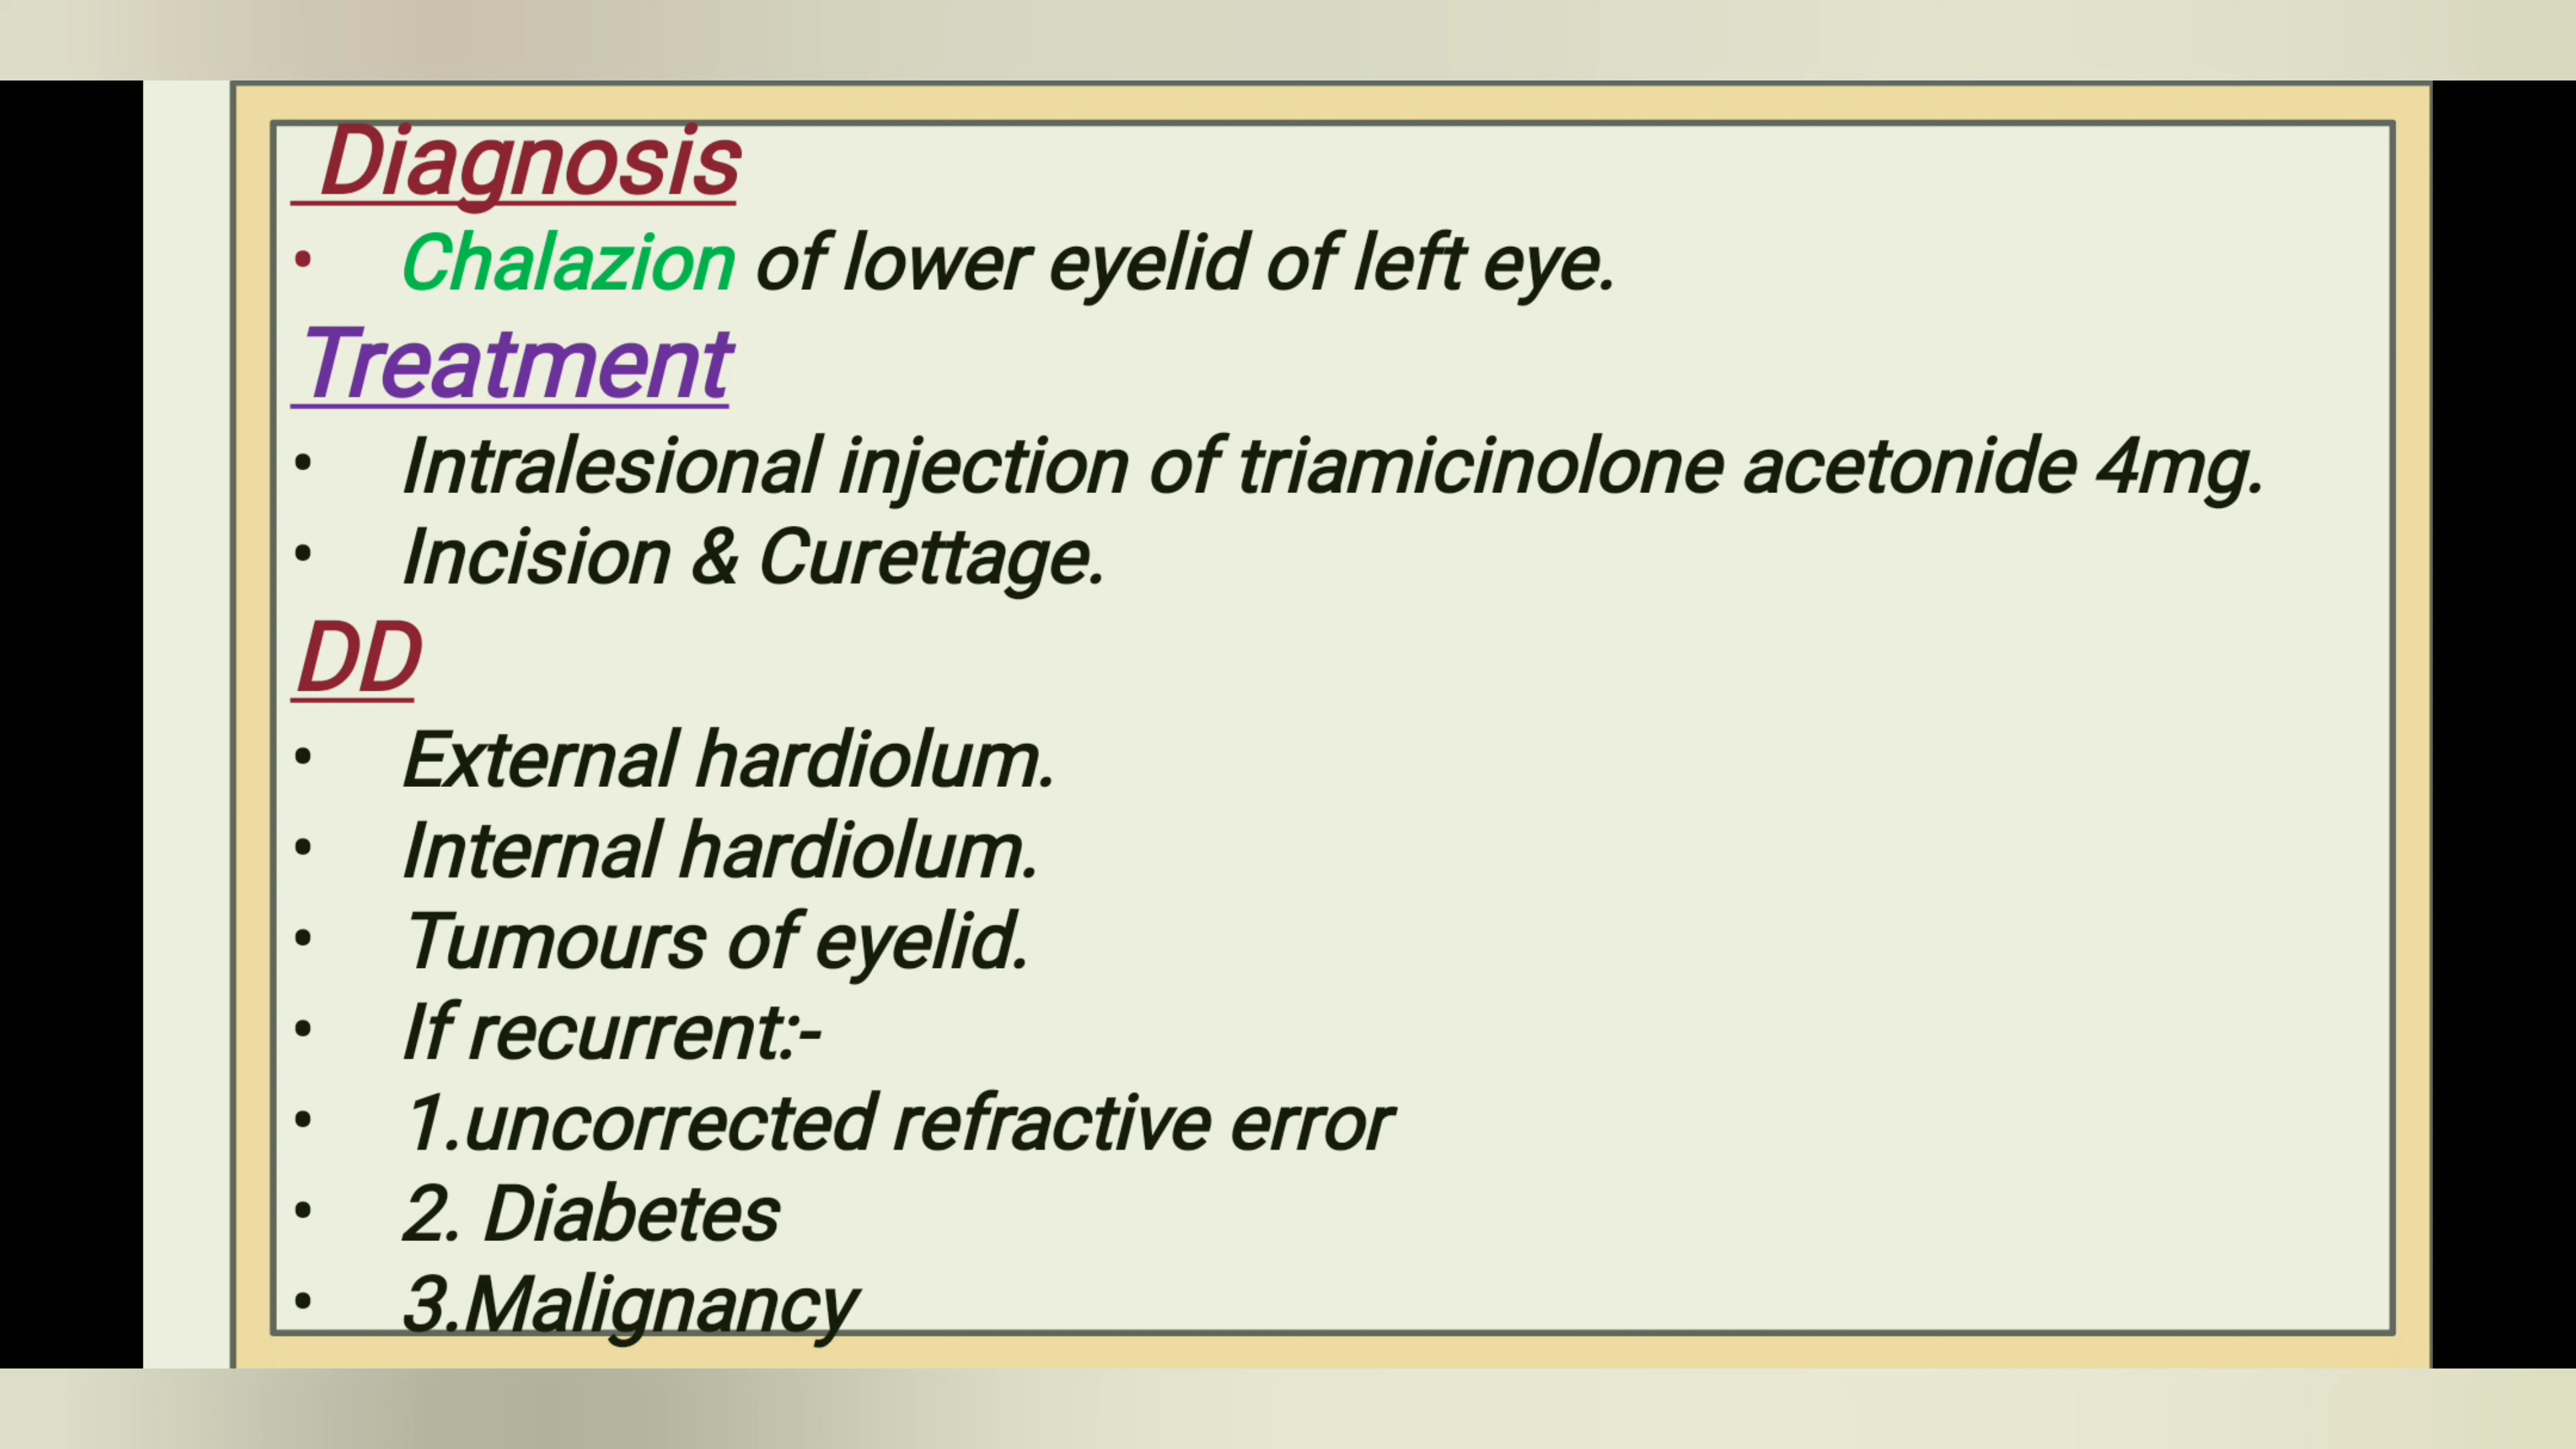 Diagnosis
• Chalazion of lower eyelid of left eye.
Treatment
• Intralesional injection of triamicinolone acetonide 4mg.
• Incision & Curettage.
DD
• External hardiolum.
• Internal hardiolum.
• Tumours of eyelid.
• If recurrent:-
• 1.uncorrected refractive error
• 2. Diabetes
• 3.Malignancy